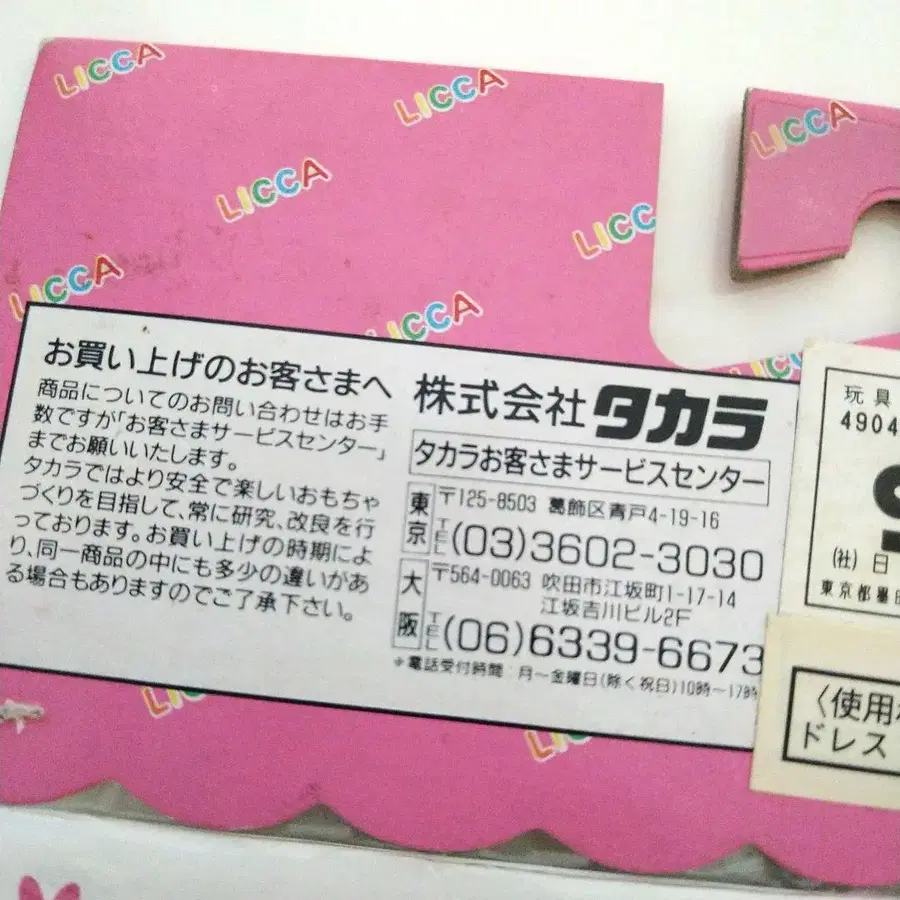 LICCA
LICCA
LICCA
LICCA
LICC
LICCA
LICCA
お買い上げのお客さまへ
商品についてのお問い合わせはお手
数ですが「お客さまサービスセンター」
までお願いいたします。
タカラではより安全で楽しいおもちゃ
づくりを目指して、常に研究、改良を行
っております。お買い上げの時期によ
り、同一商品の中にも多少の違いがあ
る場合もありますのでご了承下さい。
株式会社タカラ
タカラお客さまサービスセンター
東京
〒125-8503 葛飾区青戸4-19-16
TEL(03)3602-3030
大阪
〒564-0063 吹田市江坂町1-17-14
江坂吉川ビル2F
TEL(06)6339-6673
*電話受付時間:月〜金曜日(除く祝日)10時〜17時
玩具
4904
(社)日
東京都墨田
〈使用
ドレス